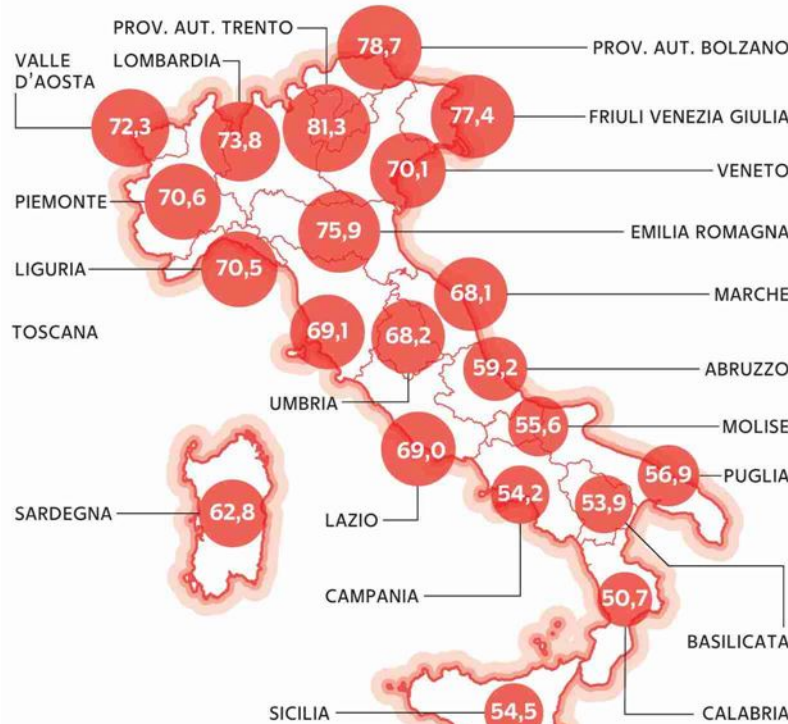 PROV. AUT. TRENTO
78,7
PROV. AUT. BOLZANO
VALLE
D'AOSTA
LOMBARDIA
72,3
73,8
81,3
77,4
FRIULI VENEZIA GIULIA
70,1
VENETO
PIEMONTE
70,6
75,9
EMILIA ROMAGNA
LIGURIA
70,5
68,1
MARCHE
TOSCANA
69,1
68,2
59,2
ABRUZZO
UMBRIA
55,6
MOLISE
69,0
56,9
PUGLIA
SARDEGNA
62,8
LAZIO
54,2
53,9
CAMPANIA
50,7
BASILICATA
SICILIA
54,5
CALABRIA